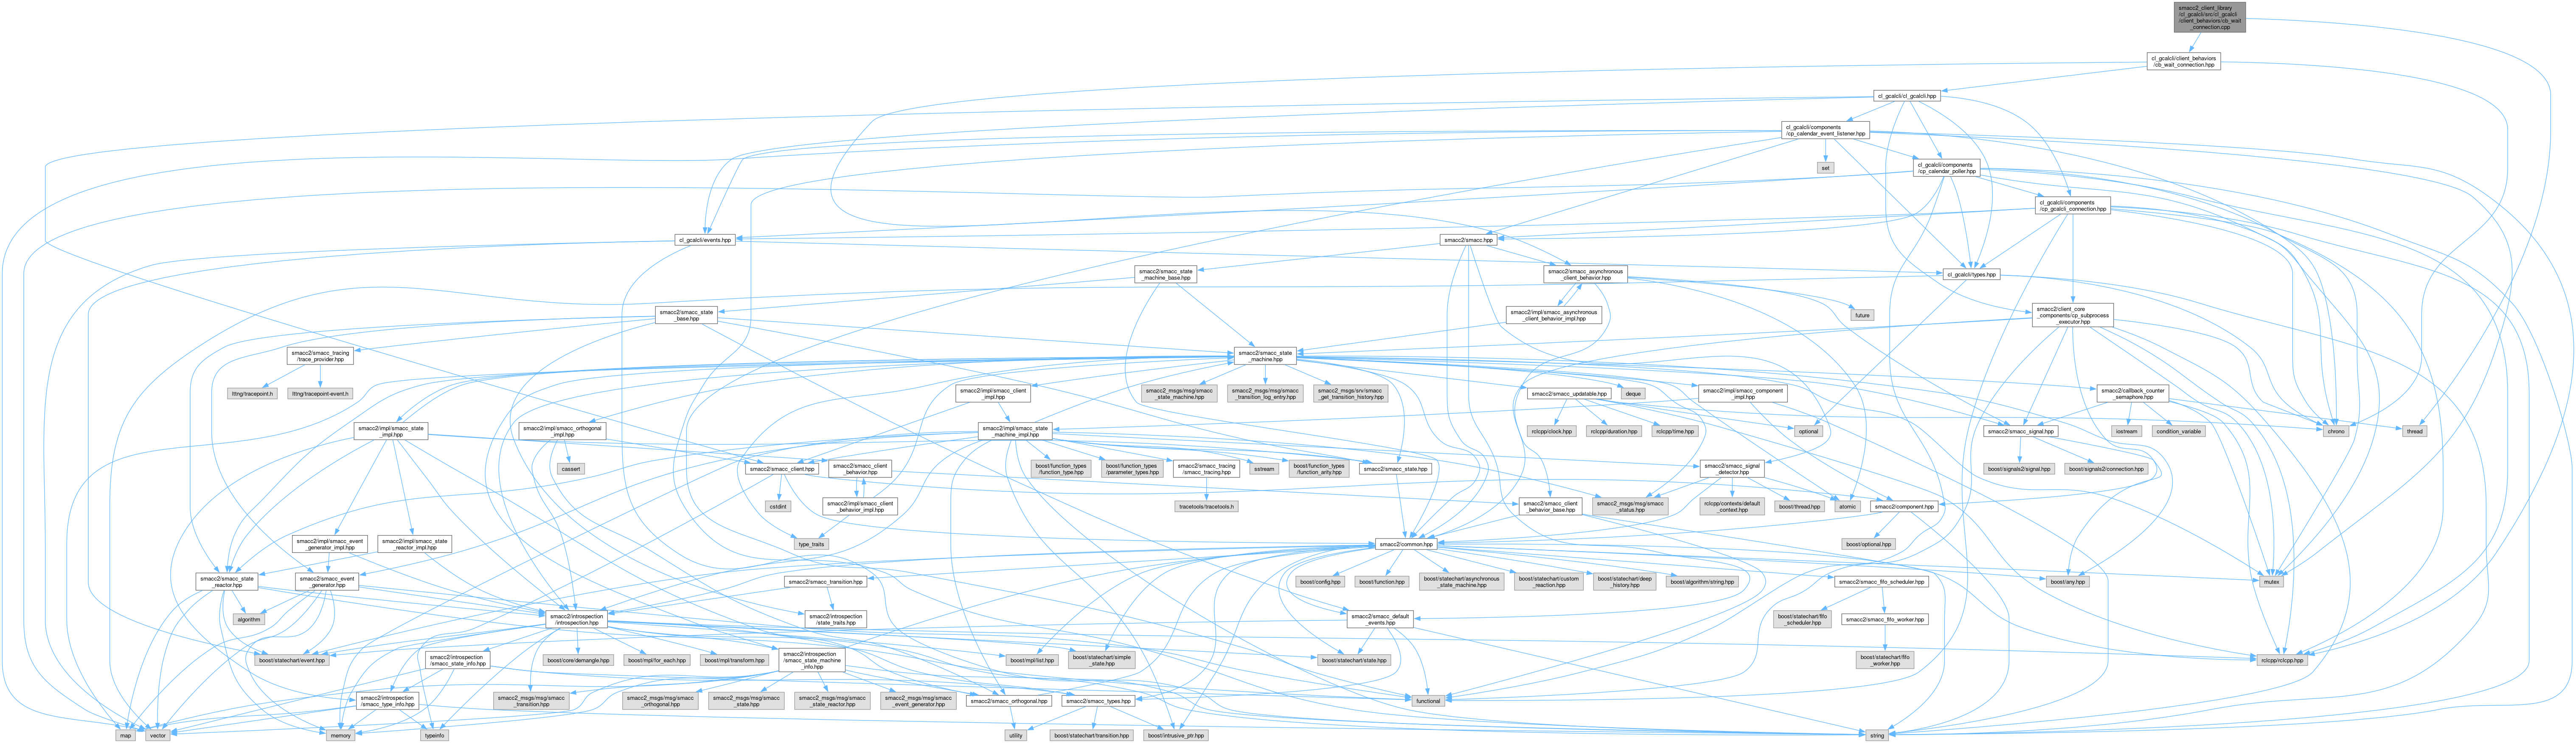 smacc2_client_library
/cl_gcalcli/src/cl_gcalcli
/client_behaviors/cb_wait
_connection.cpp
cl_gcalcli/client_behaviors
/cb_wait_connection.hpp
cl_gcalcli/cl_gcalcli.hpp
cl_gcalcli/components
/cp_calendar_event_listener.hpp
set
cl_gcalcli/components
/cp_calendar_poller.hpp
cl_gcalcli/components
/cp_gcalcli_connection.hpp
cl_gcalcli/events.hpp
smacc2/smacc.hpp
smacc2/smacc_state
_machine_base.hpp
smacc2/smacc_asynchronous
_client_behavior.hpp
cl_gcalcli/types.hpp
smacc2/smacc_state
_base.hpp
smacc2/impl/smacc_asynchronous
_client_behavior_impl.hpp
future
smacc2/client_core
_components/cp_subprocess
_executor.hpp
smacc2/smacc_tracing
/trace_provider.hpp
smacc2/smacc_state
_machine.hpp
lttng/tracepoint.h
lttng/tracepoint-event.h
smacc2/impl/smacc_client
_impl.hpp
smacc2_msgs/msg/smacc
_state_machine.hpp
smacc2_msgs/msg/smacc
_transition_log_entry.hpp
smacc2_msgs/srv/smacc
_get_transition_history.hpp
smacc2/smacc_updatable.hpp
deque
smacc2/impl/smacc_component
_impl.hpp
smacc2/callback_counter
_semaphore.hpp
smacc2/impl/smacc_state
_impl.hpp
smacc2/impl/smacc_orthogonal
_impl.hpp
smacc2/impl/smacc_state
_machine_impl.hpp
rclcpp/clock.hpp
rclcpp/duration.hpp
rclcpp/time.hpp
optional
smacc2/smacc_signal.hpp
iostream
condition_variable
chrono
thread
cassert
smacc2/smacc_client.hpp
smacc2/smacc_client
_behavior.hpp
boost/function_types
/function_type.hpp
boost/function_types
/parameter_types.hpp
smacc2/smacc_tracing
/smacc_tracing.hpp
sstream
boost/function_types
/function_arity.hpp
smacc2/smacc_state.hpp
smacc2/smacc_signal
_detector.hpp
boost/signals2/signal.hpp
boost/signals2/connection.hpp
cstdint
smacc2/impl/smacc_client
_behavior_impl.hpp
tracetools/tracetools.h
smacc2/smacc_client
_behavior_base.hpp
smacc2_msgs/msg/smacc
_status.hpp
rclcpp/contexts/default
_context.hpp
boost/thread.hpp
atomic
smacc2/component.hpp
smacc2/impl/smacc_event
_generator_impl.hpp
smacc2/impl/smacc_state
_reactor_impl.hpp
type_traits
smacc2/common.hpp
boost/optional.hpp
smacc2/smacc_state
_reactor.hpp
smacc2/smacc_event
_generator.hpp
smacc2/smacc_transition.hpp
boost/config.hpp
boost/function.hpp
boost/statechart/asynchronous
_state_machine.hpp
boost/statechart/custom
_reaction.hpp
boost/statechart/deep
_history.hpp
boost/algorithm/string.hpp
smacc2/smacc_fifo_scheduler.hpp
boost/any.hpp
mutex
algorithm
smacc2/introspection
/introspection.hpp
smacc2/introspection
/state_traits.hpp
smacc2/smacc_default
_events.hpp
boost/statechart/fifo
_scheduler.hpp
smacc2/smacc_fifo_worker.hpp
boost/statechart/event.hpp
smacc2/introspection
/smacc_state_info.hpp
boost/core/demangle.hpp
boost/mpl/for_each.hpp
boost/mpl/transform.hpp
smacc2/introspection
/smacc_state_machine
_info.hpp
boost/mpl/list.hpp
boost/statechart/simple
_state.hpp
boost/statechart/state.hpp
boost/statechart/fifo
_worker.hpp
rclcpp/rclcpp.hpp
smacc2/introspection
/smacc_type_info.hpp
smacc2_msgs/msg/smacc
_transition.hpp
smacc2_msgs/msg/smacc
_orthogonal.hpp
smacc2_msgs/msg/smacc
_state.hpp
smacc2_msgs/msg/smacc
_state_reactor.hpp
smacc2_msgs/msg/smacc
_event_generator.hpp
smacc2/smacc_orthogonal.hpp
smacc2/smacc_types.hpp
functional
map
vector
memory
typeinfo
utility
boost/statechart/transition.hpp
boost/intrusive_ptr.hpp
string